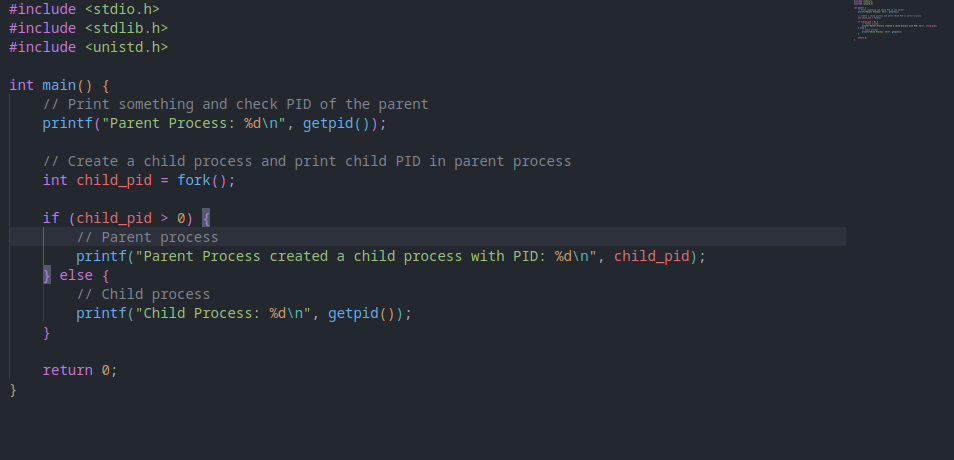 #include <stdio.h>
#include <stdlib.h>
#include <unistd.h>
int main() {
// Print something and check PID of the parent
printf("Parent Process: %d\n", getpid());
// Create a child process and print child PID in parent process
int child_pid = fork();
if (child_pid > 0) {
// Parent process
printf("Parent Process created a child process with PID: %d\n", child_pid);
} else {
// Child process
printf("Child Process: %d\n", getpid());
}
return 0;
}